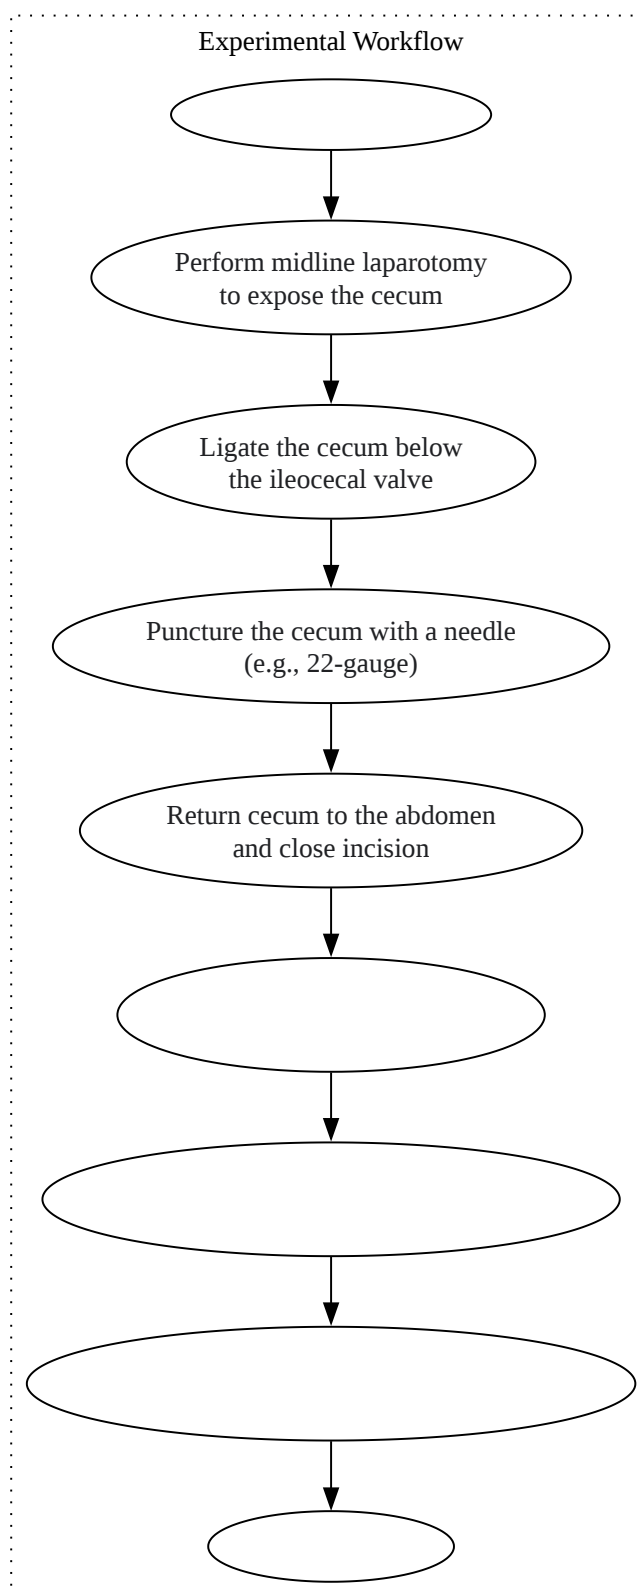 Experimental Workflow
Perform midline laparotomy
to expose the cecum
Ligate the cecum below
the ileocecal valve
Puncture the cecum with a needle
(e.g., 22-gauge)
Return cecum to the abdomen
and close incision